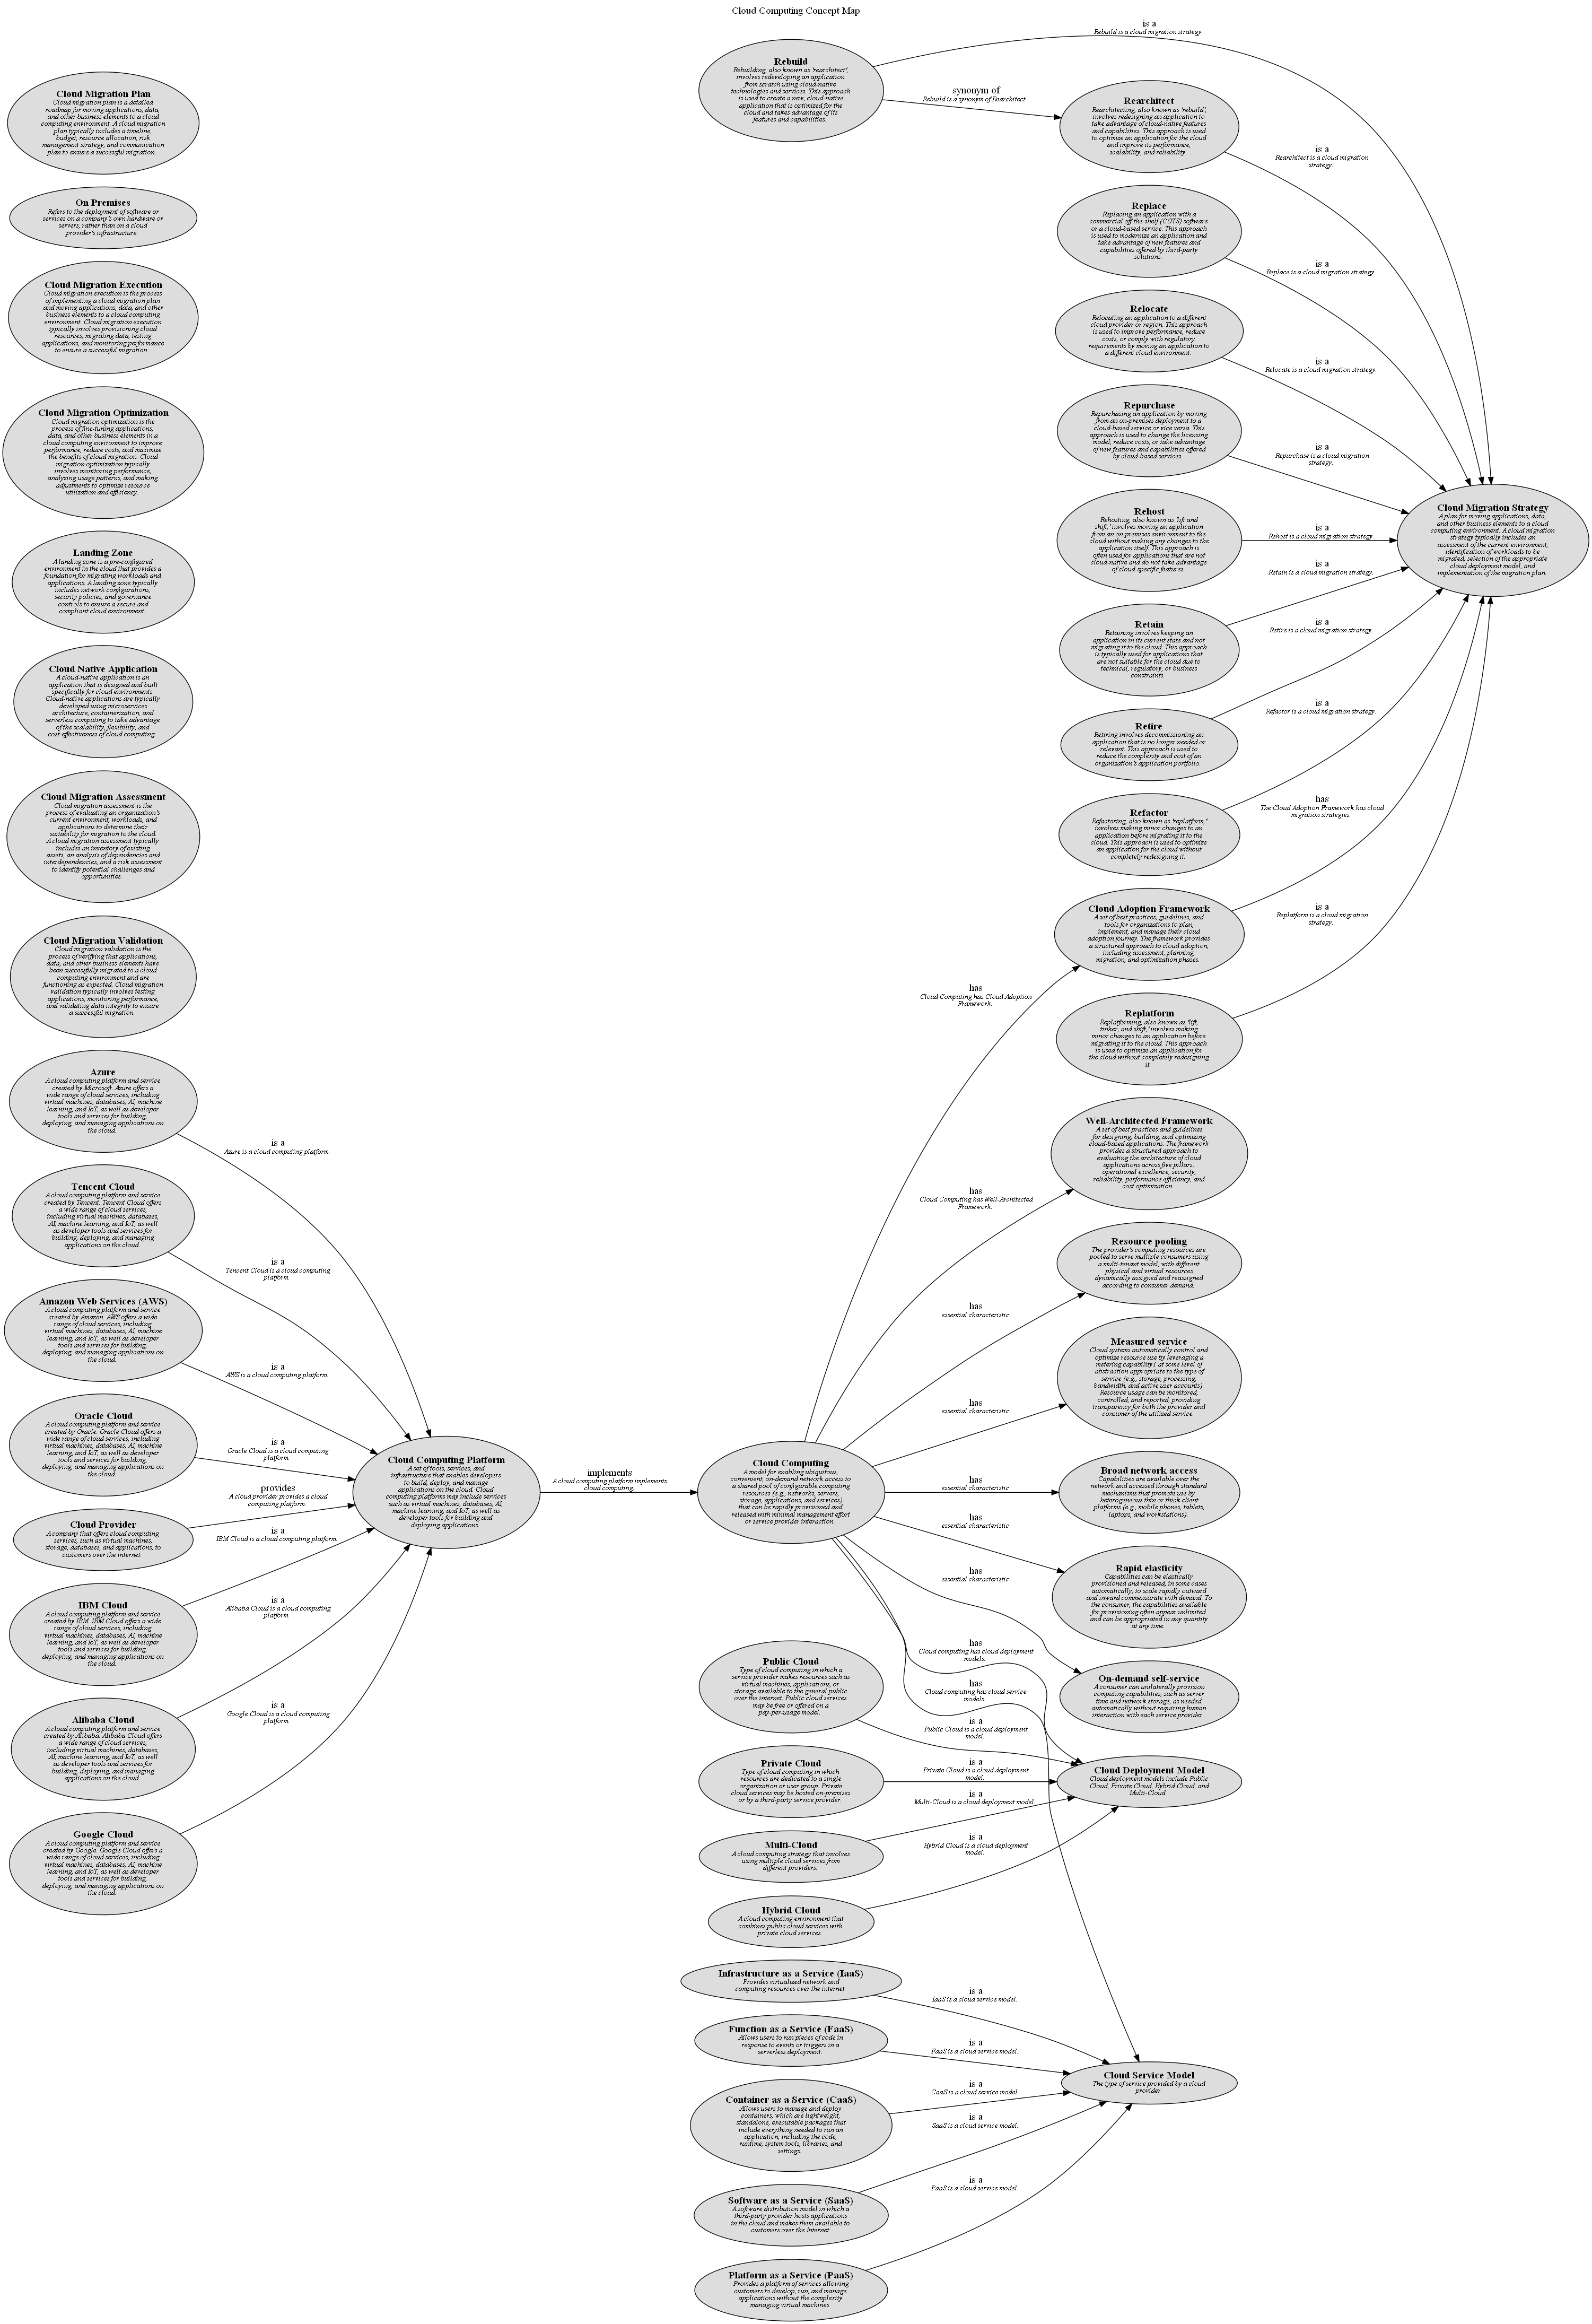 Cloud Computing Concept Map
Cloud Migration Plan
Cloud migration plan is a detailed
roadmap for moving applications, data,
and other business elements to a cloud
computing environment. A cloud migration
plan typically includes a timeline,
budget, resource allocation, risk
management strategy, and communication
plan to ensure a successful migration.
On Premises
Refers to the deployment of software or
services on a company's own hardware or
servers, rather than on a cloud
provider's infrastructure.
Cloud Migration Execution
Cloud migration execution is the process
of implementing a cloud migration plan
and moving applications, data, and other
business elements to a cloud computing
environment. Cloud migration execution
typically involves provisioning cloud
resources, migrating data, testing
applications, and monitoring performance
to ensure a successful migration.
Cloud Migration Optimization
Cloud migration optimization is the
process of fine-tuning applications,
data, and other business elements in a
cloud computing environment to improve
performance, reduce costs, and maximize
the benefits of cloud migration. Cloud
migration optimization typically
involves monitoring performance,
analyzing usage patterns, and making
adjustments to optimize resource
utilization and efficiency.
Landing Zone
A landing zone is a pre-configured
environment in the cloud that provides a
foundation for migrating workloads and
applications. A landing zone typically
includes network configurations,
security policies, and governance
controls to ensure a secure and
compliant cloud environment.
Cloud Native Application
A cloud-native application is an
application that is designed and built
specifically for cloud environments.
Cloud-native applications are typically
developed using microservices
architecture, containerization, and
serverless computing to take advantage
of the scalability, flexibility, and
cost-effectiveness of cloud computing.
Cloud Migration Assessment
Cloud migration assessment is the
process of evaluating an organization's
current environment, workloads, and
applications to determine their
suitability for migration to the cloud.
A cloud migration assessment typically
includes an inventory of existing
assets, an analysis of dependencies and
interdependencies, and a risk assessment
to identify potential challenges and
opportunities.
Cloud Migration Validation
Cloud migration validation is the
process of verifying that applications,
data, and other business elements have
been successfully migrated to a cloud
computing environment and are
functioning as expected. Cloud migration
validation typically involves testing
applications, monitoring performance,
and validating data integrity to ensure
a successful migration.
Azure
A cloud computing platform and service
created by Microsoft. Azure offers a
wide range of cloud services, including
virtual machines, databases, AI, machine
learning, and IoT, as well as developer
tools and services for building,
deploying, and managing applications on
the cloud.
Tencent Cloud
A cloud computing platform and service
created by Tencent. Tencent Cloud offers
a wide range of cloud services,
including virtual machines, databases,
AI, machine learning, and IoT, as well
as developer tools and services for
building, deploying, and managing
applications on the cloud.
Amazon Web Services (AWS)
A cloud computing platform and service
created by Amazon. AWS offers a wide
range of cloud services, including
virtual machines, databases, AI, machine
learning, and IoT, as well as developer
tools and services for building,
deploying, and managing applications on
the cloud.
Oracle Cloud
A cloud computing platform and service
created by Oracle. Oracle Cloud offers a
wide range of cloud services, including
virtual machines, databases, AI, machine
learning, and IoT, as well as developer
tools and services for building,
deploying, and managing applications on
the cloud.
Cloud Provider
A company that offers cloud computing
services, such as virtual machines,
storage, databases, and applications, to
customers over the internet.
IBM Cloud
A cloud computing platform and service
created by IBM. IBM Cloud offers a wide
range of cloud services, including
virtual machines, databases, AI, machine
learning, and IoT, as well as developer
tools and services for building,
deploying, and managing applications on
the cloud.
Alibaba Cloud
A cloud computing platform and service
created by Alibaba. Alibaba Cloud offers
a wide range of cloud services,
including virtual machines, databases,
AI, machine learning, and IoT, as well
as developer tools and services for
building, deploying, and managing
applications on the cloud.
Google Cloud
A cloud computing platform and service
created by Google. Google Cloud offers a
wide range of cloud services, including
virtual machines, databases, AI, machine
learning, and IoT, as well as developer
tools and services for building,
deploying, and managing applications on
the cloud.
is a
Azure is a cloud computing platform.
is a
Tencent Cloud is a cloud computing
platform.
is a
AWS is a cloud computing platform.
is a
Oracle Cloud is a cloud computing
platform.
provides
A cloud provider provides a cloud
computing platform.
is a
IBM Cloud is a cloud computing platform.
is a
Alibaba Cloud is a cloud computing
platform.
is a
Google Cloud is a cloud computing
platform.
Cloud Computing Platform
A set of tools, services, and
infrastructure that enables developers
to build, deploy, and manage
applications on the cloud. Cloud
computing platforms may include services
such as virtual machines, databases, AI,
machine learning, and IoT, as well as
developer tools for building and
deploying applications.
implements
A cloud computing platform implements
cloud computing.
Rebuild
Rebuilding, also known as 'rearchitect',
involves redeveloping an application
from scratch using cloud-native
technologies and services. This approach
is used to create a new, cloud-native
application that is optimized for the
cloud and takes advantage of its
features and capabilities.
Cloud Computing
A model for enabling ubiquitous,
convenient, on-demand network access to
a shared pool of configurable computing
resources (e.g., networks, servers,
storage, applications, and services)
that can be rapidly provisioned and
released with minimal management effort
or service provider interaction.
Public Cloud
Type of cloud computing in which a
service provider makes resources such as
virtual machines, applications, or
storage available to the general public
over the internet. Public cloud services
may be free or offered on a
pay-per-usage model.
Private Cloud
Type of cloud computing in which
resources are dedicated to a single
organization or user group. Private
cloud services may be hosted on-premises
or by a third-party service provider.
Multi-Cloud
A cloud computing strategy that involves
using multiple cloud services from
different providers.
Hybrid Cloud
A cloud computing environment that
combines public cloud services with
private cloud services.
Infrastructure as a Service (IaaS)
Provides virtualized network and
computing resources over the internet
Function as a Service (FaaS)
Allows users to run pieces of code in
response to events or triggers in a
serverless deployment.
Container as a Service (CaaS)
Allows users to manage and deploy
containers, which are lightweight,
standalone, executable packages that
include everything needed to run an
application, including the code,
runtime, system tools, libraries, and
settings.
Software as a Service (SaaS)
A software distribution model in which a
third-party provider hosts applications
in the cloud and makes them available to
customers over the Internet
Platform as a Service (PaaS)
Provides a platform of services allowing
customers to develop, run, and manage
applications without the complexity
managing virtual machines
is a
Rebuild is a cloud migration strategy.
synonym of
Rebuild is a synonym of Rearchitect.
has
Cloud Computing has Cloud Adoption
Framework.
has
Cloud Computing has Well-Architected
Framework.
has
essential characteristic
has
essential characteristic
has
essential characteristic
has
essential characteristic
has
essential characteristic
has
Cloud computing has cloud deployment
models.
has
Cloud computing has cloud service
models.
is a
Public Cloud is a cloud deployment
model.
is a
Private Cloud is a cloud deployment
model.
is a
Multi-Cloud is a cloud deployment model.
is a
Hybrid Cloud is a cloud deployment
model.
is a
IaaS is a cloud service model.
is a
FaaS is a cloud service model.
is a
CaaS is a cloud service model.
is a
SaaS is a cloud service model.
is a
PaaS is a cloud service model.
Rearchitect
Rearchitecting, also known as 'rebuild',
involves redesigning an application to
take advantage of cloud-native features
and capabilities. This approach is used
to optimize an application for the cloud
and improve its performance,
scalability, and reliability.
Replace
Replacing an application with a
commercial off-the-shelf (COTS) software
or a cloud-based service. This approach
is used to modernize an application and
take advantage of new features and
capabilities offered by third-party
solutions.
Relocate
Relocating an application to a different
cloud provider or region. This approach
is used to improve performance, reduce
costs, or comply with regulatory
requirements by moving an application to
a different cloud environment.
Repurchase
Repurchasing an application by moving
from an on-premises deployment to a
cloud-based service or vice versa. This
approach is used to change the licensing
model, reduce costs, or take advantage
of new features and capabilities offered
by cloud-based services.
Rehost
Rehosting, also known as 'lift and
shift,' involves moving an application
from an on-premises environment to the
cloud without making any changes to the
application itself. This approach is
often used for applications that are not
cloud-native and do not take advantage
of cloud-specific features.
Retain
Retaining involves keeping an
application in its current state and not
migrating it to the cloud. This approach
is typically used for applications that
are not suitable for the cloud due to
technical, regulatory, or business
constraints.
Retire
Retiring involves decommissioning an
application that is no longer needed or
relevant. This approach is used to
reduce the complexity and cost of an
organization's application portfolio.
Refactor
Refactoring, also known as 'replatform,'
involves making minor changes to an
application before migrating it to the
cloud. This approach is used to optimize
an application for the cloud without
completely redesigning it.
Cloud Adoption Framework
A set of best practices, guidelines, and
tools for organizations to plan,
implement, and manage their cloud
adoption journey. The framework provides
a structured approach to cloud adoption,
including assessment, planning,
migration, and optimization phases.
Replatform
Replatforming, also known as 'lift,
tinker, and shift,' involves making
minor changes to an application before
migrating it to the cloud. This approach
is used to optimize an application for
the cloud without completely redesigning
it.
Well-Architected Framework
A set of best practices and guidelines
for designing, building, and optimizing
cloud-based applications. The framework
provides a structured approach to
evaluating the architecture of cloud
applications across five pillars:
operational excellence, security,
reliability, performance efficiency, and
cost optimization.
Resource pooling
The provider's computing resources are
pooled to serve multiple consumers using
a multi-tenant model, with different
physical and virtual resources
dynamically assigned and reassigned
according to consumer demand.
Measured service
Cloud systems automatically control and
optimize resource use by leveraging a
metering capability1 at some level of
abstraction appropriate to the type of
service (e.g., storage, processing,
bandwidth, and active user accounts).
Resource usage can be monitored,
controlled, and reported, providing
transparency for both the provider and
consumer of the utilized service.
Broad network access
Capabilities are available over the
network and accessed through standard
mechanisms that promote use by
heterogeneous thin or thick client
platforms (e.g., mobile phones, tablets,
laptops, and workstations).
Rapid elasticity
Capabilities can be elastically
provisioned and released, in some cases
automatically, to scale rapidly outward
and inward commensurate with demand. To
the consumer, the capabilities available
for provisioning often appear unlimited
and can be appropriated in any quantity
at any time.
On-demand self-service
A consumer can unilaterally provision
computing capabilities, such as server
time and network storage, as needed
automatically without requiring human
interaction with each service provider.
Cloud Deployment Model
Cloud deployment models include Public
Cloud, Private Cloud, Hybrid Cloud, and
Multi-Cloud.
Cloud Service Model
The type of service provided by a cloud
provider
is a
Rearchitect is a cloud migration
strategy.
is a
Replace is a cloud migration strategy.
is a
Relocate is a cloud migration strategy.
is a
Repurchase is a cloud migration
strategy.
is a
Rehost is a cloud migration strategy.
is a
Retain is a cloud migration strategy.
is a
Retire is a cloud migration strategy.
is a
Refactor is a cloud migration strategy.
has
The Cloud Adoption Framework has cloud
migration strategies.
is a
Replatform is a cloud migration
strategy.
Cloud Migration Strategy
A plan for moving applications, data,
and other business elements to a cloud
computing environment. A cloud migration
strategy typically includes an
assessment of the current environment,
identification of workloads to be
migrated, selection of the appropriate
cloud deployment model, and
implementation of the migration plan.